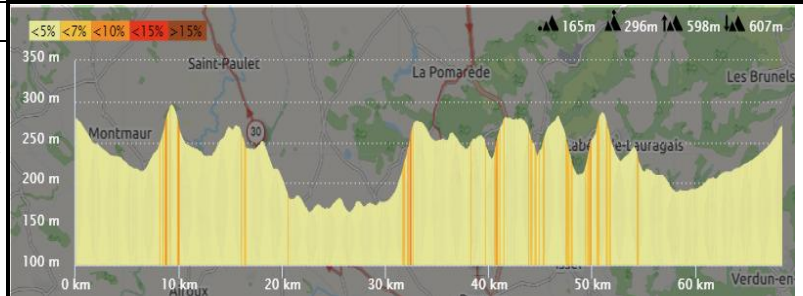 <5% <7% <10% <15% >15%
165m 296m 598m 607m
350 m
Saint-Paulet
La Pomarède
Les Brunels
300 m
30
Montmaur
250 m
Labé de-Lauragais
200 m
150 m
100 m
Verdun-en-
Airoux
0 km 10 km 20 km 30 km 40 km 50 km 60 km